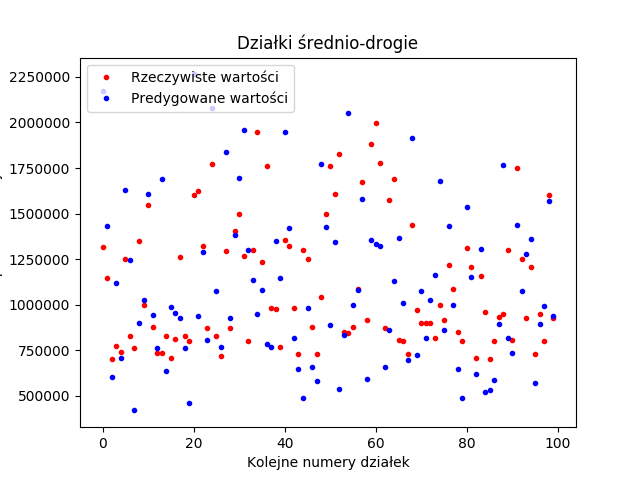 Działki średnio-drogie
Rzeczywiste wartości
Predygowane wartości
2250000
2000000
1750000
1500000
1250000
1000000
750000
500000
0 20 40 60 80 100
Kolejne numery działek